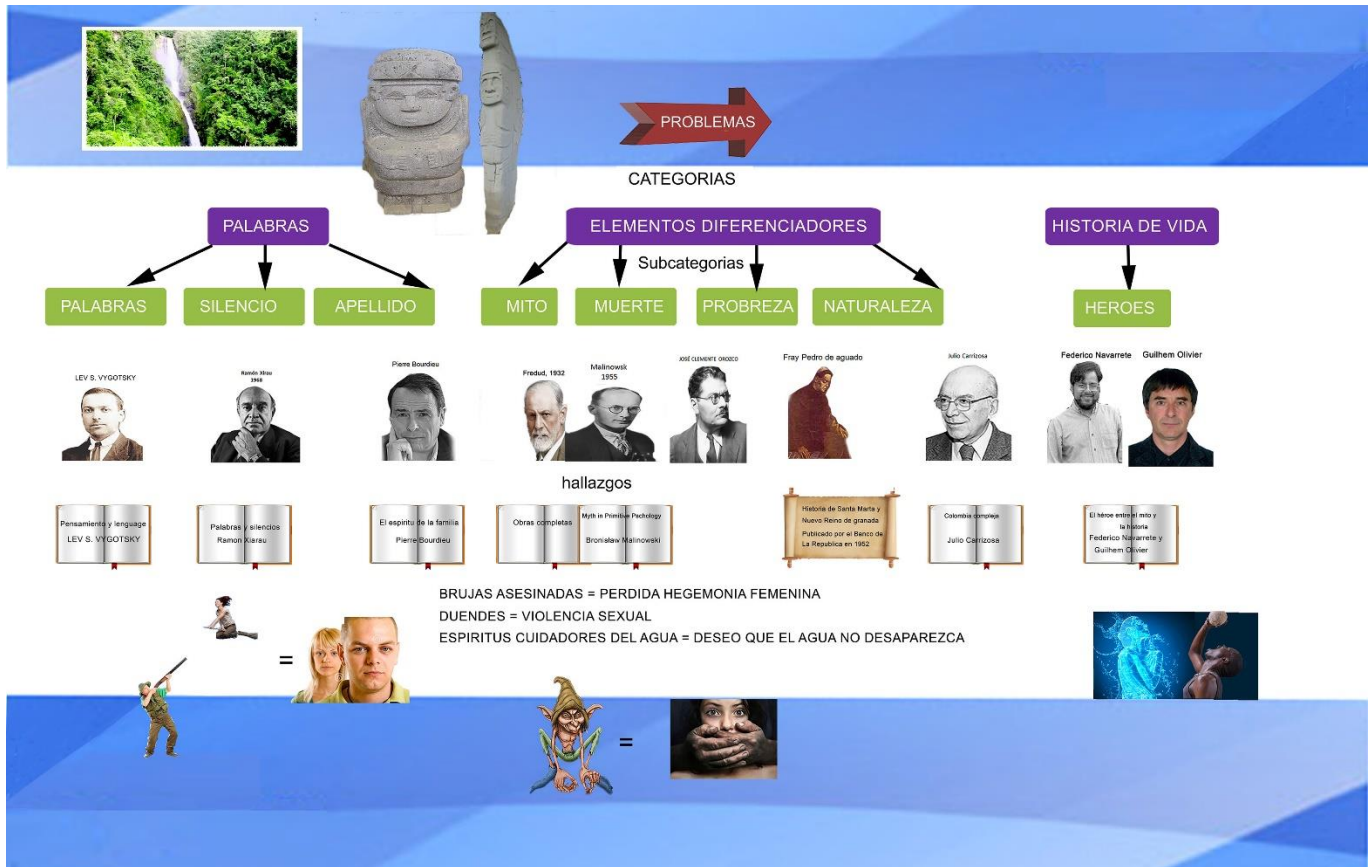 PROBLEMAS
CATEGORIAS
PALABRAS
ELEMENTOS DIFERENCIADORES
HISTORIA DE VIDA
Subcategorias
PALABRAS
SILENCIO
APELLIDO
MITO
MUERTE
PROBREZA
NATURALEZA
HEROES
LEV S. VYGOTSKY
Ramón Xirau
1968
Pierre Bourdieu
Fredud, 1932
Malinowsk
1955
JOSÉ CLEMENTE OROZCO
Fray Pedro de aguado
Julio Carrizosa
Federico Navarrete
Guilhem Olivier
hallazgos
Pensamiento y lenguage
LEV S. VYGOTSKY
Palabras y silencios
Ramon Xiarau
El espiritu de la familia
Pierre Bourdieu
Obras completas
Myth in Primitive Pachology
Bronisław Malinowski
Historia de Santa Marta y
Nuevo Reino de granada
Publicado por el Banco de
La Republica en 1952
Colombia compleja
Julio Carrizosa
El héroe entre el mito y
la historia
Federico Navarrete y
Guilhem Olivier
BRUJAS ASESINADAS = PERDIDA HEGEMONIA FEMENINA
DUENDES = VIOLENCIA SEXUAL
ESPIRITUS CUIDADORES DEL AGUA = DESEO QUE EL AGUA NO DESAPAREZCA
=
=